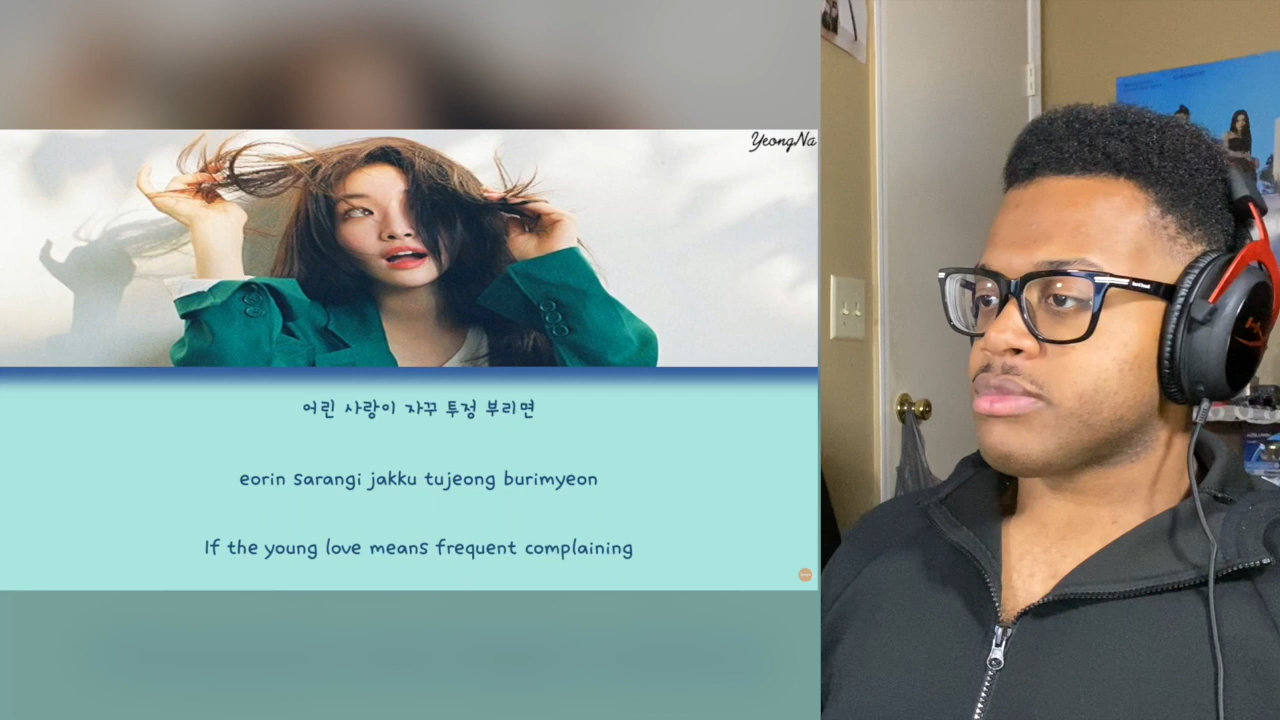 YeongNa
어린 사랑이 자꾸 투정 부리면
eorin sarangi jakku tujeong burimyeon
If the young love means frequent complaining